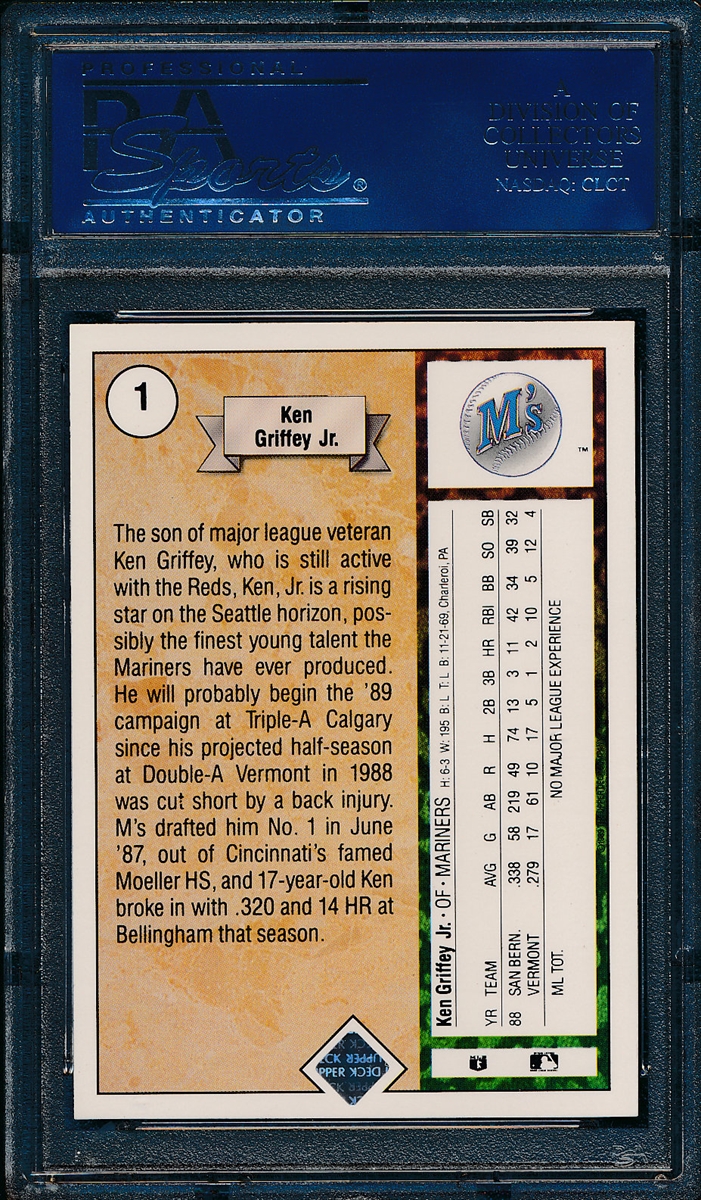 PROFESSIONAL
PSA
Sports®
AUTHENTICATOR
A
DIVISION OF
COLLECTORS
UNIVERSE
NASDAQ: CLCT
1
Ken
Griffey Jr.
The son of major league veteran
Ken Griffey, who is still active
with the Reds, Ken, Jr. is a rising
star on the Seattle horizon, pos-
sibly the finest young talent the
Mariners have ever produced.
He will probably begin the '89
campaign at Triple-A Calgary
since his projected half-season
at Double-A Vermont in 1988
was cut short by a back injury.
M's drafted him No. 1 in June
'87, out of Cincinnati's famed
Moeller HS, and 17-year-old Ken
broke in with .320 and 14 HR at
Bellingham that season.
M's
™
Ken Griffey Jr. • OF • MARINERS H: 6-3 W: 195 B: L T: L B: 11-21-69, Charleroi, PA
YR TEAM AVG G AB R H 2B 3B HR RBI BB SO SB
88 SAN BERN. .338 58 219 49 74 13 3 11 42 34 39 32
VERMONT .279 17 61 10 17 5 1 2 10 5 12 4
ML TOT. NO MAJOR LEAGUE EXPERIENCE
DECK
UPPER
DECK
UPPER